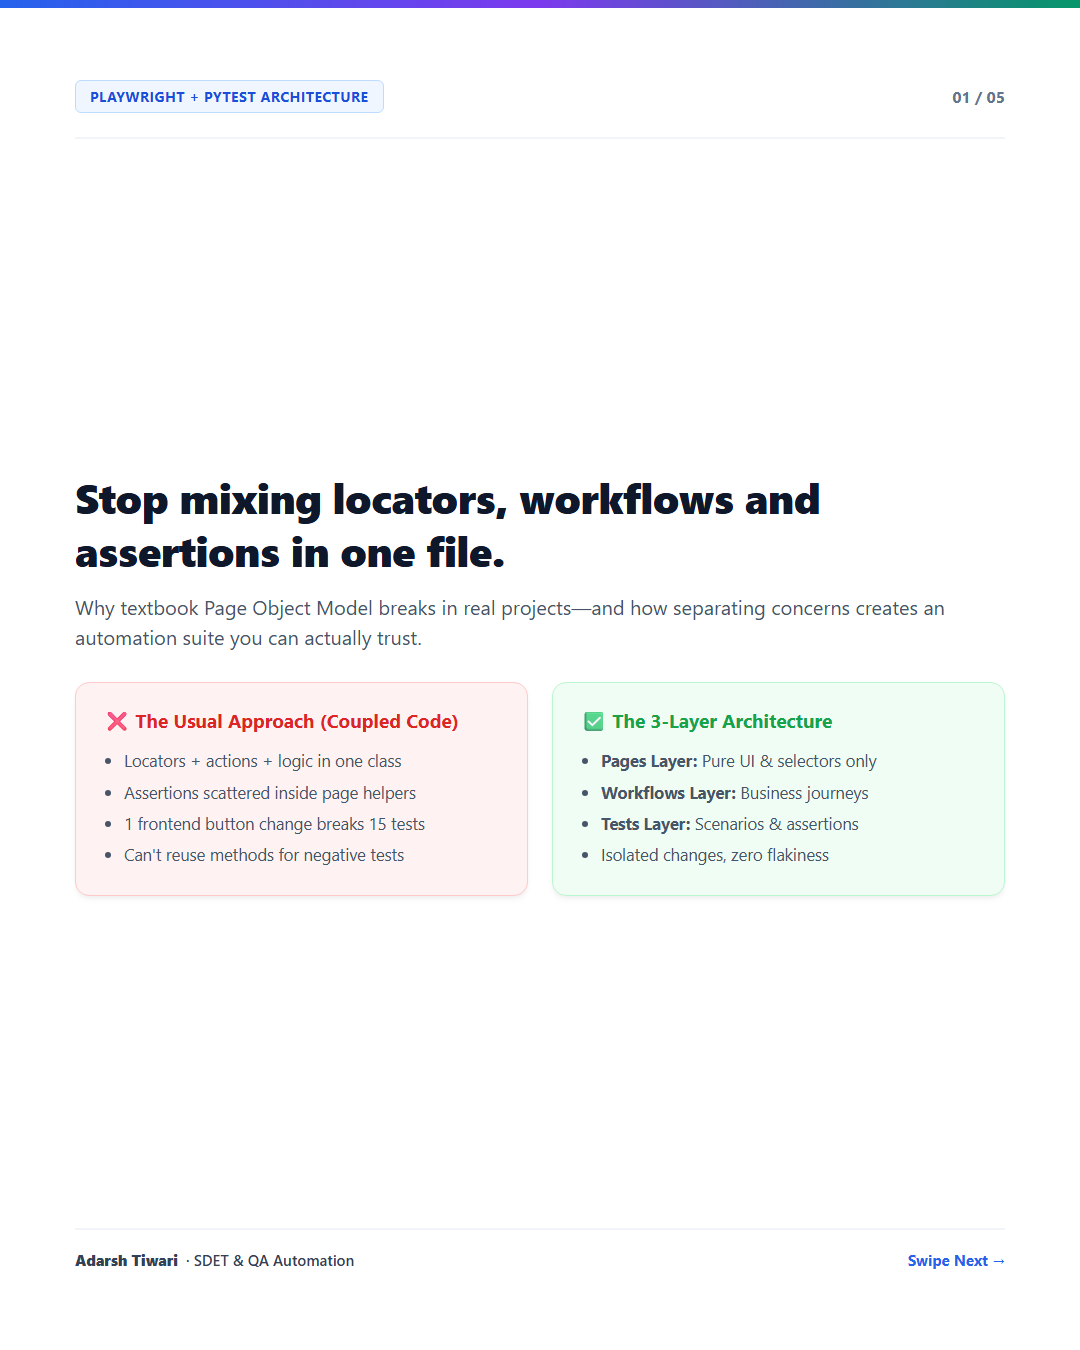 PLAYWRIGHT + PYTEST ARCHITECTURE
01 / 05
Stop mixing locators, workflows and
assertions in one file.
Why textbook Page Object Model breaks in real projects—and how separating concerns creates an
automation suite you can actually trust.
❌ The Usual Approach (Coupled Code)
• Locators + actions + logic in one class
• Assertions scattered inside page helpers
• 1 frontend button change breaks 15 tests
• Can't reuse methods for negative tests
✅ The 3-Layer Architecture
• Pages Layer: Pure UI & selectors only
• Workflows Layer: Business journeys
• Tests Layer: Scenarios & assertions
• Isolated changes, zero flakiness
Adarsh Tiwari · SDET & QA Automation
Swipe Next →